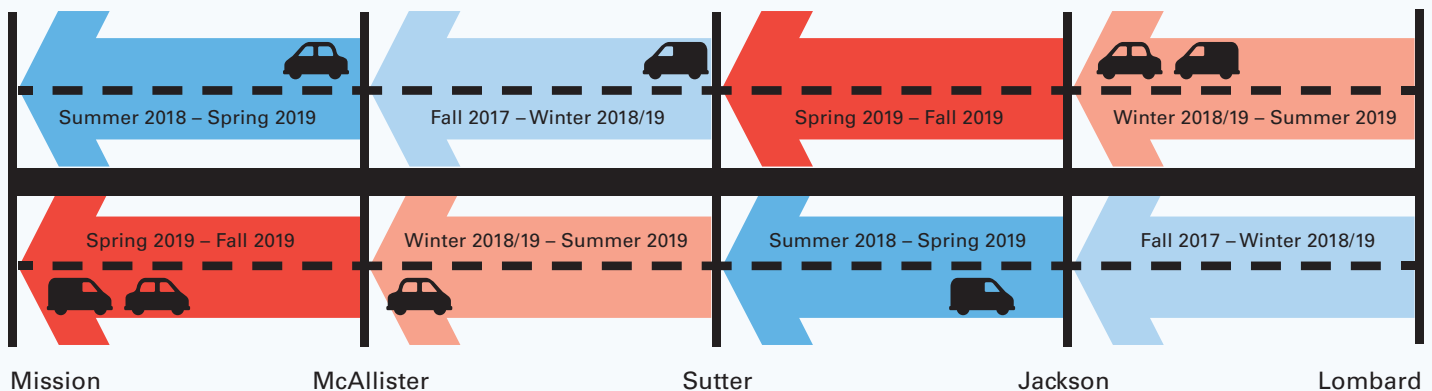 Summer 2018 – Spring 2019
Fall 2017 – Winter 2018/19
Spring 2019 – Fall 2019
Winter 2018/19 – Summer 2019
Spring 2019 – Fall 2019
Winter 2018/19 – Summer 2019
Summer 2018 – Spring 2019
Fall 2017 – Winter 2018/19
Mission
McAllister
Sutter
Jackson
Lombard